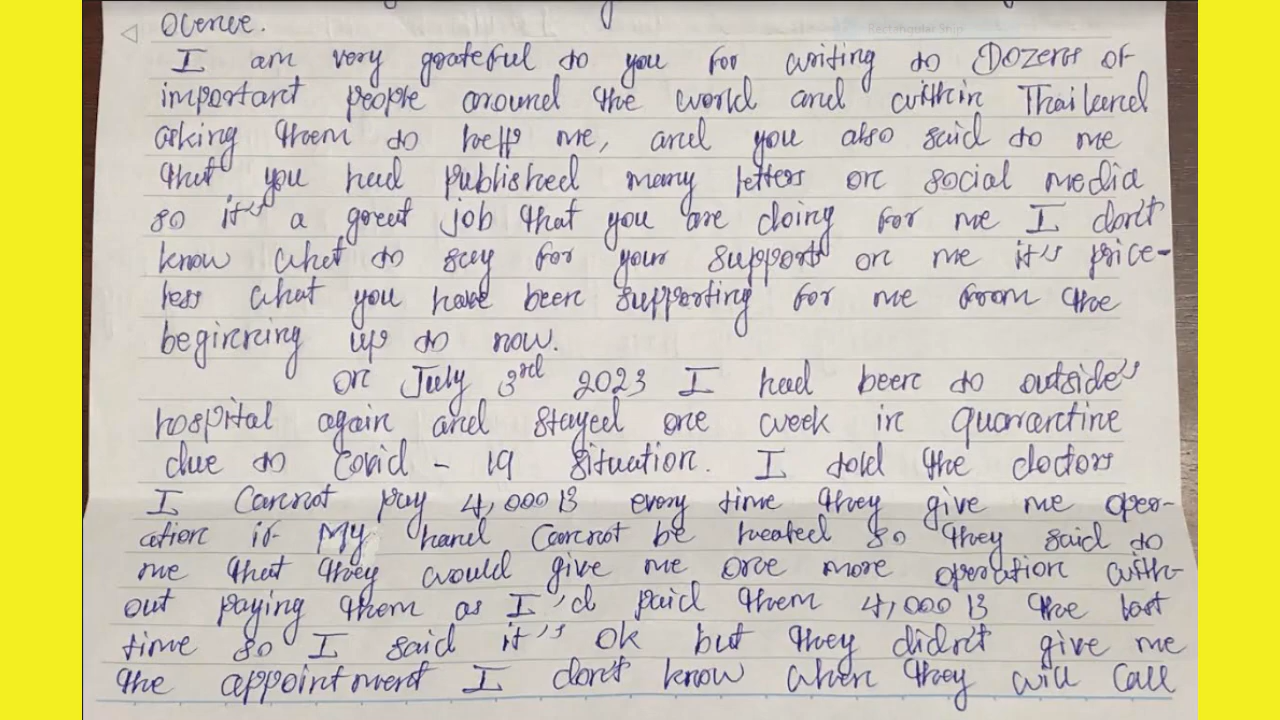 ocence.
I am very grateful to you for writing to Dozens of
important people around the world and within Thailand
asking them to help me, and you also said to me
that you had published many letters on social media
so it's a great job that you are doing for me I don't
know what to say for your support on me it's price-
less what you have been supporting for me from the
beginning up to now.
on July 3rd 2023 I had been to outside's
hospital again and stayed one week in quarantine
due to Covid - 19 situation. I told the doctors
I Cannot pay 4,000 B every time they give me oper-
ation if My hand Cannot be heated so they said to
me that they would give me one more operation with-
out paying them as I'd paid them 4,000 B the last
time so I said it's ok but they didn't give me
the appointment I don't know when they will Call